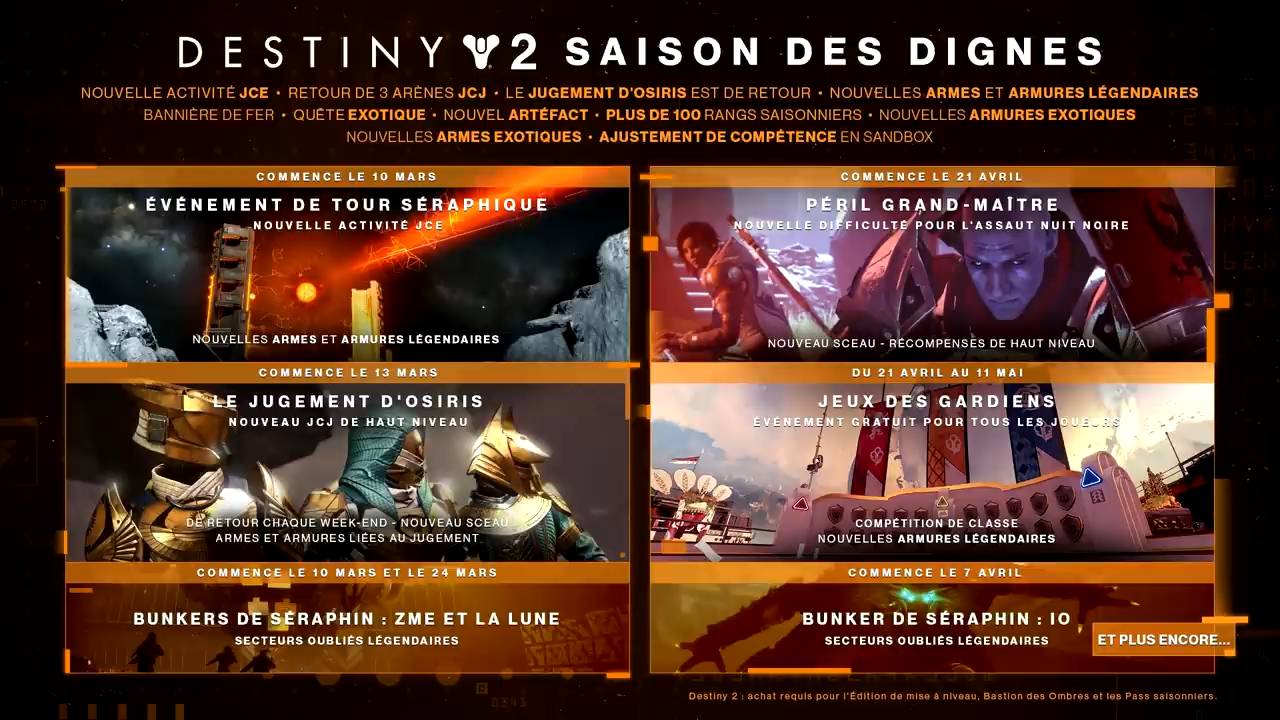 DESTINY 2 SAISON DES DIGNES
NOUVELLE ACTIVITÉ JCE • RETOUR DE 3 ARÈNES JCJ • LE JUGEMENT D'OSIRIS EST DE RETOUR • NOUVELLES ARMES ET ARMURES LÉGENDAIRES
BANNIÈRE DE FER • QUÊTE EXOTIQUE • NOUVEL ARTÉFACT • PLUS DE 100 RANGS SAISONNIERS • NOUVELLES ARMURES EXOTIQUES
NOUVELLES ARMES EXOTIQUES • AJUSTEMENT DE COMPÉTENCE EN SANDBOX
COMMENCE LE 10 MARS
ÉVÉNEMENT DE TOUR SÉRAPHIQUE
NOUVELLE ACTIVITÉ JCE
NOUVELLES ARMES ET ARMURES LÉGENDAIRES
COMMENCE LE 13 MARS
LE JUGEMENT D'OSIRIS
NOUVEAU JCJ DE HAUT NIVEAU
DE RETOUR CHAQUE WEEK-END - NOUVEAU SCEAU
ARMES ET ARMURES LIÉES AU JUGEMENT
COMMENCE LE 10 MARS ET LE 24 MARS
BUNKERS DE SÉRAPHIN : ZME ET LA LUNE
SECTEURS OUBLIÉS LÉGENDAIRES
COMMENCE LE 21 AVRIL
PÉRIL GRAND-MAÎTRE
NOUVELLE DIFFICULTÉ POUR L'ASSAUT NUIT NOIRE
NOUVEAU SCEAU - RÉCOMPENSES DE HAUT NIVEAU
DU 21 AVRIL AU 11 MAI
JEUX DES GARDIENS
ÉVÉNEMENT GRATUIT POUR TOUS LES JOUEURS
COMPÉTITION DE CLASSE
NOUVELLES ARMURES LÉGENDAIRES
COMMENCE LE 7 AVRIL
BUNKER DE SÉRAPHIN : IO
SECTEURS OUBLIÉS LÉGENDAIRES
ET PLUS ENCORE...
Destiny 2 : achat requis pour l'Édition de mise à niveau, Bastion des Ombres et les Pass saisonniers.